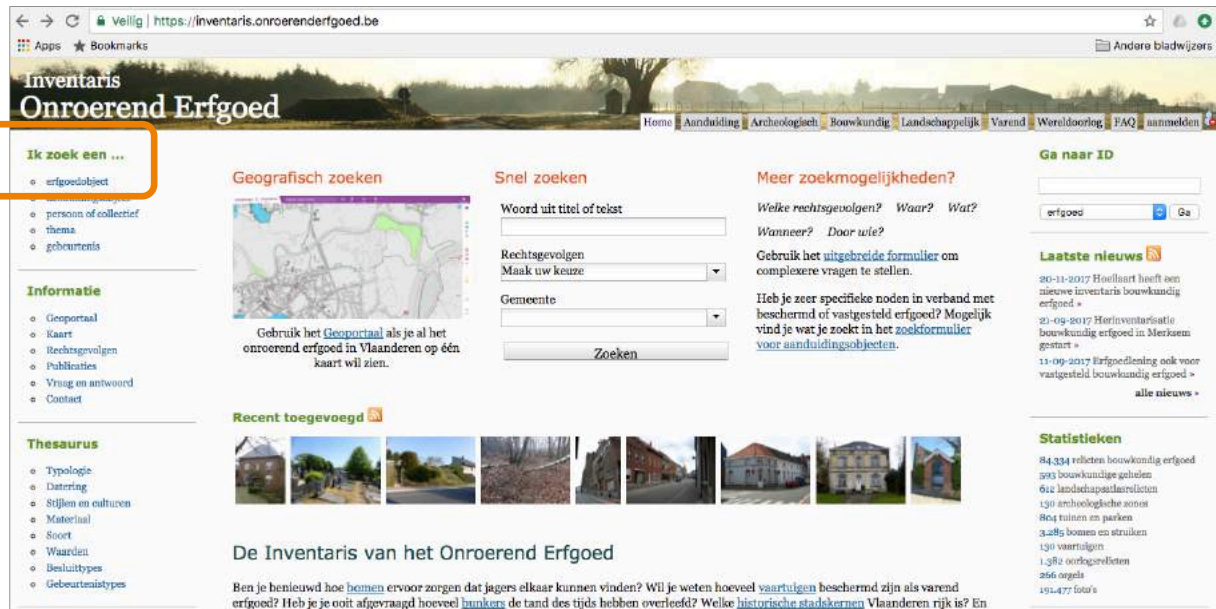 Veilig | https://inventaris.onroerenderfgoed.be
Apps Bookmarks
Andere bladwijzers
Inventaris
Onroerend Erfgoed
Home Aanduiding Archeologisch Bouwkundig Landschappelijk Varend Wereldoorlog FAQ aanmelden
Ik zoek een ...
erfgoedobject
persoon of collectief
thema
gebeurtenis
Informatie
Geoportaal
Kaart
Rechtsgevolgen
Publicaties
Vraag en antwoord
Contact
Thesaurus
Typologie
Datering
Stijlen en culturen
Materiaal
Soort
Waarden
Besluittypes
Gebeurtenistypes
Geografisch zoeken
Gebruik het Geoportaal als je al het
onroerend erfgoed in Vlaanderen op één
kaart wil zien.
Snel zoeken
Woord uit titel of tekst
Rechtsgevolgen
Maak uw keuze
Gemeente
Zoeken
Meer zoekmogelijkheden?
Welke rechtsgevolgen? Waar? Wat?
Wanneer? Door wie?
Gebruik het uitgebreide formulier om
complexere vragen te stellen.
Heb je zeer specifieke noden in verband met
beschermd of vastgesteld erfgoed? Mogelijk
vind je wat je zoekt in het zoekformulier
voor aanduidingsobjecten.
Recent toegevoegd
De Inventaris van het Onroerend Erfgoed
Ben je benieuwd hoe bomen ervoor zorgen dat jagers elkaar kunnen vinden? Wil je weten hoeveel vaartuigen beschermd zijn als varend
erfgoed? Heb je je ooit afgevraagd hoeveel bunkers de tand des tijds hebben overleefd? Welke historische stadskernen Vlaanderen rijk is? En
Ga naar ID
erfgoed Ga
Laatste nieuws
20-11-2017 Hoeilaart heeft een
nieuwe inventaris bouwkundig
erfgoed »
21-09-2017 Herinventarisatie
bouwkundig erfgoed in Merksem
gestart »
11-09-2017 Erfgoedlening ook voor
vastgesteld bouwkundig erfgoed »
alle nieuws »
Statistieken
84.334 relicten bouwkundig erfgoed
593 bouwkundige gehelen
612 landschapsatlasrelicten
130 archeologische zones
804 tuinen en parken
3.285 bomen en struiken
130 vaartuigen
1.382 oorlogsrelicten
266 orgels
191.477 foto's